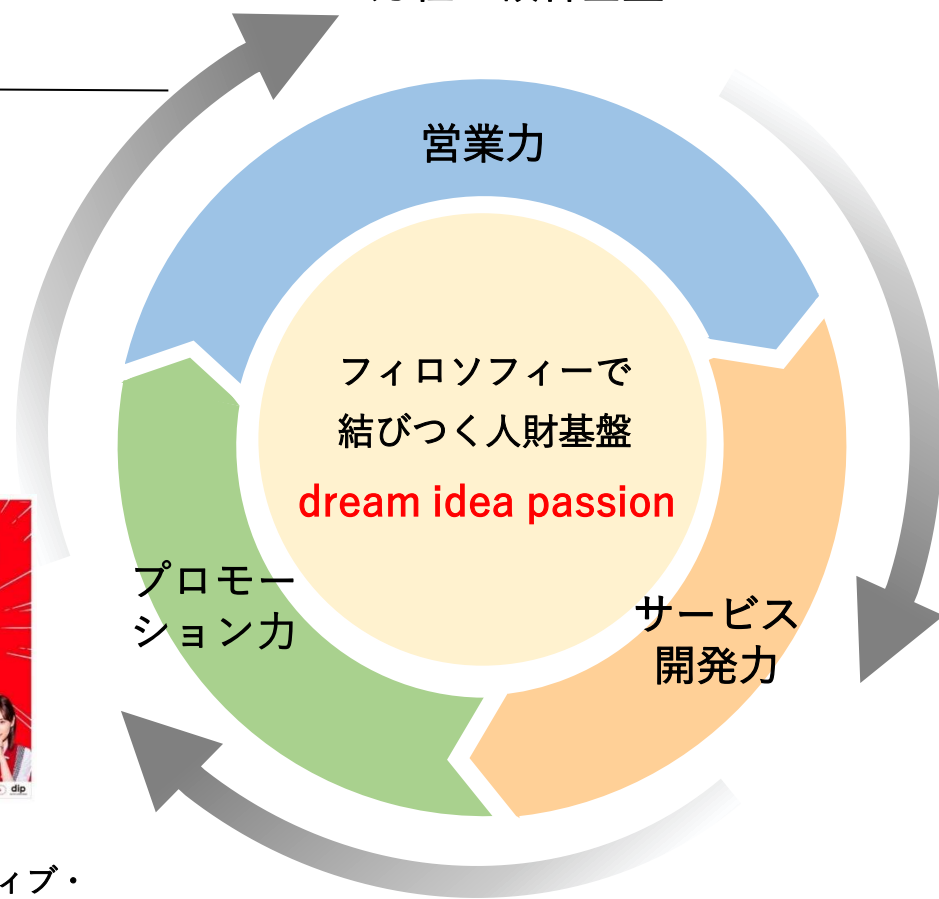 営業力
フィロソフィーで
結びつく人財基盤
dream idea passion
プロモー
ション力
サービス
開発力
dip
ィブ・